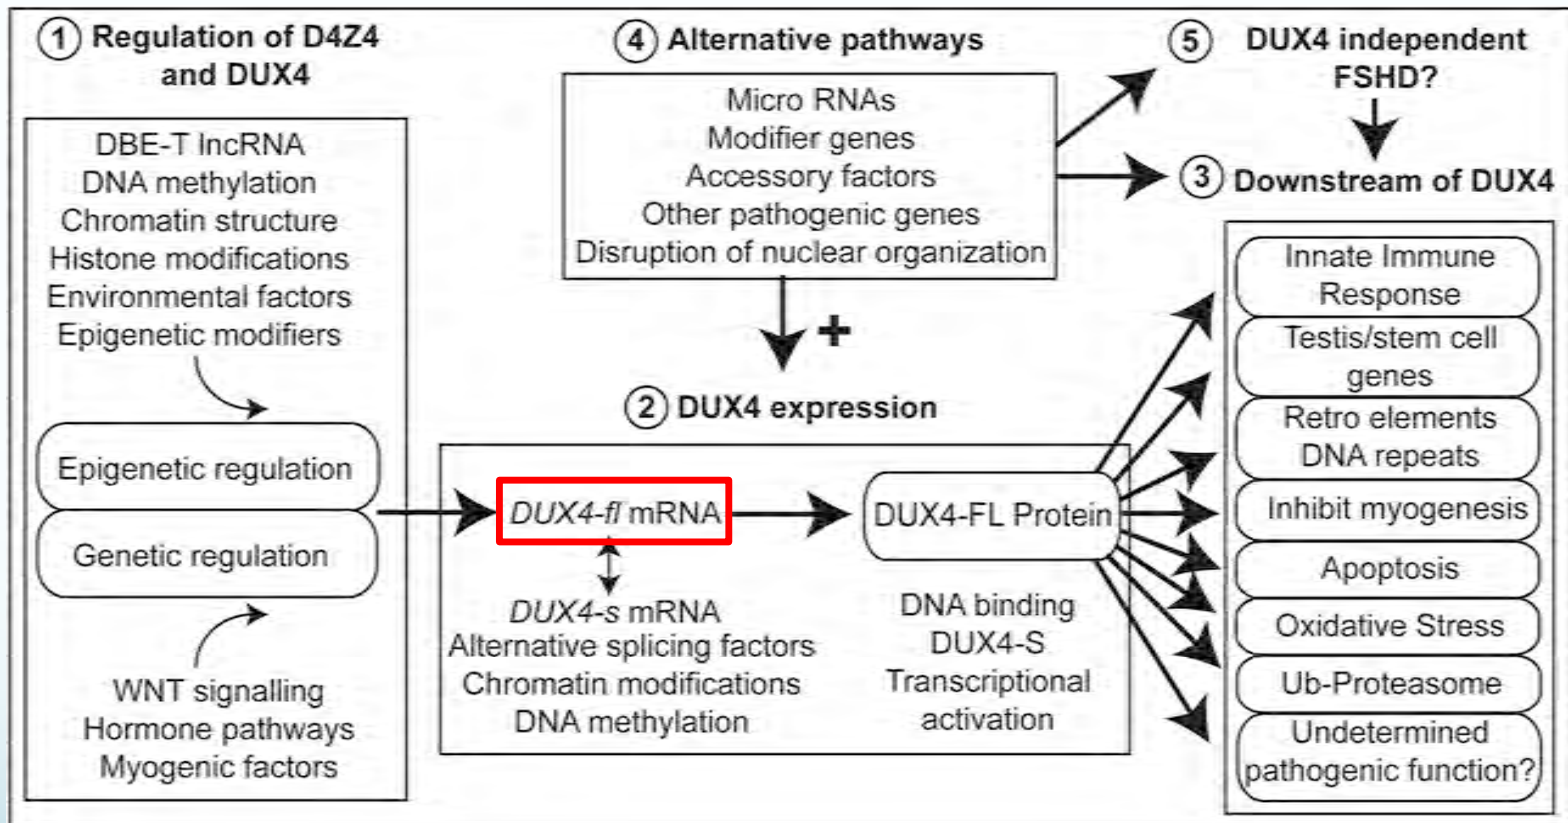 1 Regulation of D4Z4
and DUX4
DBE-T lncRNA
DNA methylation
Chromatin structure
Histone modifications
Environmental factors
Epigenetic modifiers
Epigenetic regulation
Genetic regulation
WNT signalling
Hormone pathways
Myogenic factors
4 Alternative pathways
Micro RNAs
Modifier genes
Accessory factors
Other pathogenic genes
Disruption of nuclear organization
+
2 DUX4 expression
DUX4-fl mRNA
DUX4-s mRNA
Alternative splicing factors
Chromatin modifications
DNA methylation
DUX4-FL Protein
DNA binding
DUX4-S
Transcriptional
activation
5 DUX4 independent
FSHD?
3 Downstream of DUX4
Innate Immune
Response
Testis/stem cell
genes
Retro elements
DNA repeats
Inhibit myogenesis
Apoptosis
Oxidative Stress
Ub-Proteasome
Undetermined
pathogenic function?